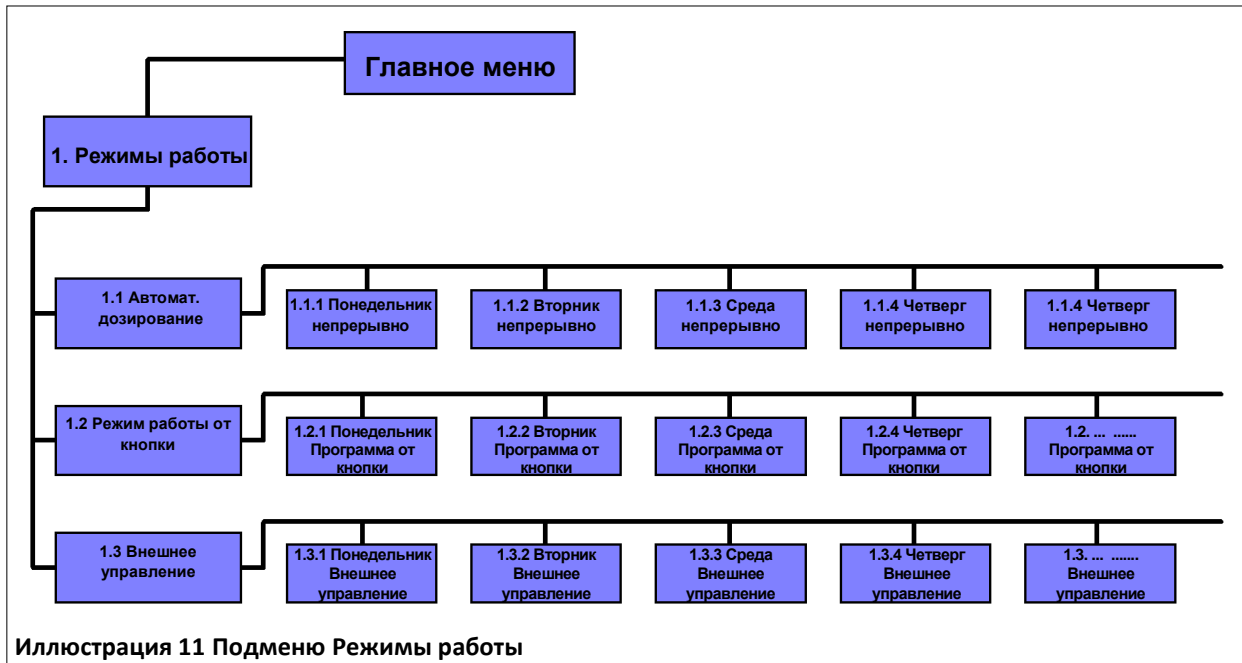 Главное меню
1. Режимы работы
1.1 Автомат.
дозирование
1.1.1 Понедельник
непрерывно
1.1.2 Вторник
непрерывно
1.1.3 Среда
непрерывно
1.1.4 Четверг
непрерывно
1.1.4 Четверг
непрерывно
1.2 Режим работы от
кнопки
1.2.1 Понедельник
Программа от
кнопки
1.2.2 Вторник
Программа от
кнопки
1.2.3 Среда
Программа от
кнопки
1.2.4 Четверг
Программа от
кнопки
1.2. ... ......
Программа от
кнопки
1.3 Внешнее
управление
1.3.1 Понедельник
Внешнее
управление
1.3.2 Вторник
Внешнее
управление
1.3.3 Среда
Внешнее
управление
1.3.4 Четверг
Внешнее
управление
1.3. ... .......
Внешнее
управление
Иллюстрация 11 Подменю Режимы работы